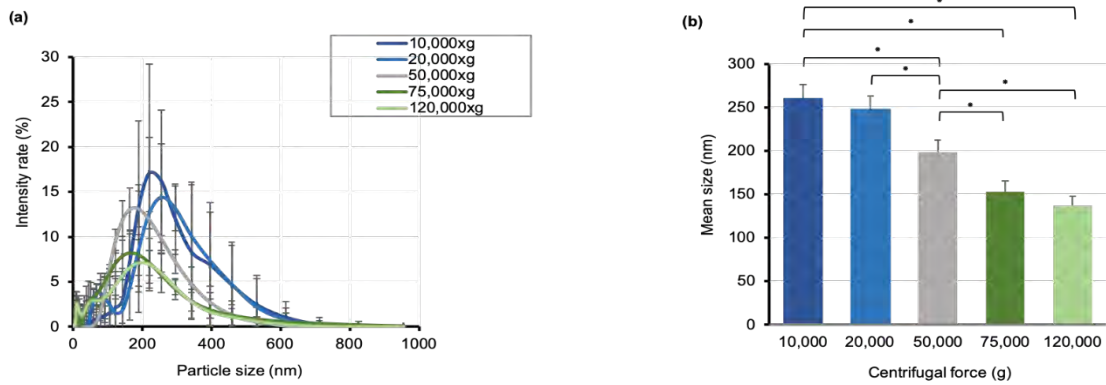 (a)
10,000xg
20,000xg
50,000xg
75,000xg
120,000xg
30
25
20
15
10
5
0
Intensity rate (%)
0 200 400 600 800 1000
Particle size (nm)
(b)
*
*
*
*
*
*
300
250
200
150
100
50
0
Mean size (nm)
10,000 20,000 50,000 75,000 120,000
Centrifugal force (g)